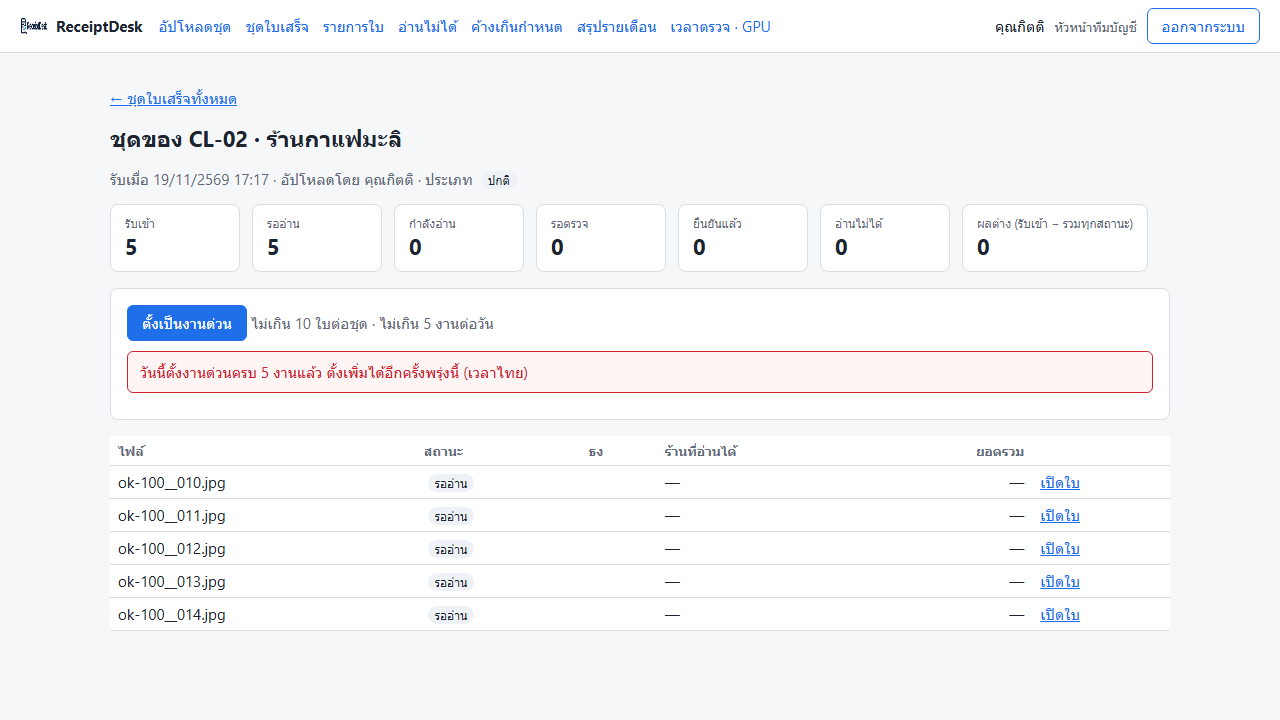 ReceiptDesk อัปโหลดชุด ชุดใบเสร็จ รายการใบ อ่านไม่ได้ ค้างเกินกำหนด สรุปรายเดือน เวลาตรวจ · GPU คุณกิตติ หัวหน้าทีมบัญชี ออกจากระบบ
← ชุดใบเสร็จทั้งหมด
ชุดของ CL-02 · ร้านกาแฟมะลิ
รับเมื่อ 19/11/2569 17:17 · อัปโหลดโดย คุณกิตติ · ประเภท ปกติ
รับเข้า รออ่าน กำลังอ่าน รอตรวจ ยืนยันแล้ว อ่านไม่ได้ ผลต่าง (รับเข้า − รวมทุกสถานะ)
5 5 0 0 0 0 0
ตั้งเป็นงานด่วน ไม่เกิน 10 ใบต่อชุด · ไม่เกิน 5 งานต่อวัน
วันนี้ตั้งงานด่วนครบ 5 งานแล้ว ตั้งเพิ่มได้อีกครั้งพรุ่งนี้ (เวลาไทย)
ไฟล์ สถานะ ธง ร้านที่อ่านได้ ยอดรวม
ok-100__010.jpg รออ่าน — — เปิดใบ
ok-100__011.jpg รออ่าน — — เปิดใบ
ok-100__012.jpg รออ่าน — — เปิดใบ
ok-100__013.jpg รออ่าน — — เปิดใบ
ok-100__014.jpg รออ่าน — — เปิดใบ